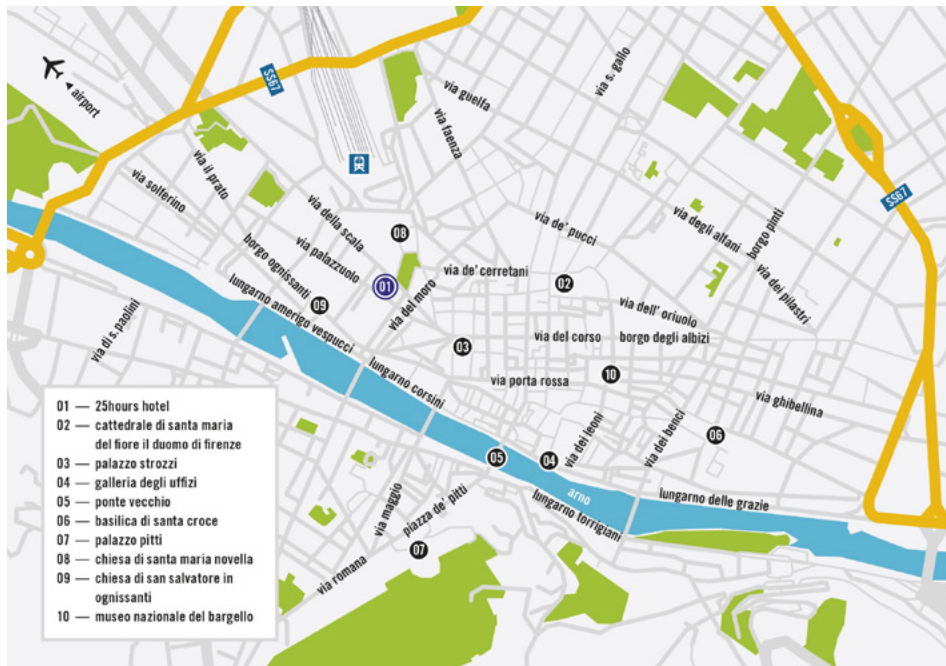 SS67
airport
via guelfa
via s. gallo
via faenza
via il prato
via solferino
via della scala
via palazzuolo
borgo ognissanti
lungarno amerigo vespucci
via di s. paolini
08
01
09
via del moro
via de' cerretani
via de' pucci
02
via degli alfani
borgo pinti
SS67
via dei pilastri
via dell' oriuolo
03
via del corso
borgo degli albizi
lungarno corsini
via porta rossa
10
via ghibellina
via dei leoni
via dei benci
06
05
04
arno
lungarno delle grazie
lungarno torrigiani
via maggio
piazza de' pitti
07
via romana
01 — 25hours hotel
02 — cattedrale di santa maria
del fiore il duomo di firenze
03 — palazzo strozzi
04 — galleria degli uffizi
05 — ponte vecchio
06 — basilica di santa croce
07 — palazzo pitti
08 — chiesa di santa maria novella
09 — chiesa di san salvatore in
ognissanti
10 — museo nazionale del bargello